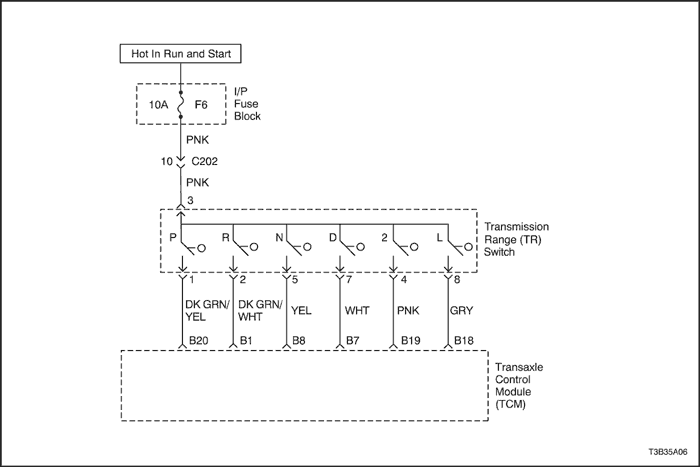 Hot In Run and Start
10A F6
I/P
Fuse
Block
PNK
10 C202
PNK
3
P R N D 2 L
Transmission
Range (TR)
Switch
1 2 5 7 4 8
DK GRN/
YEL
DK GRN/
WHT
YEL
WHT
PNK
GRY
B20 B1 B8 B7 B19 B18
Transaxle
Control
Module
(TCM)
T3B35A06